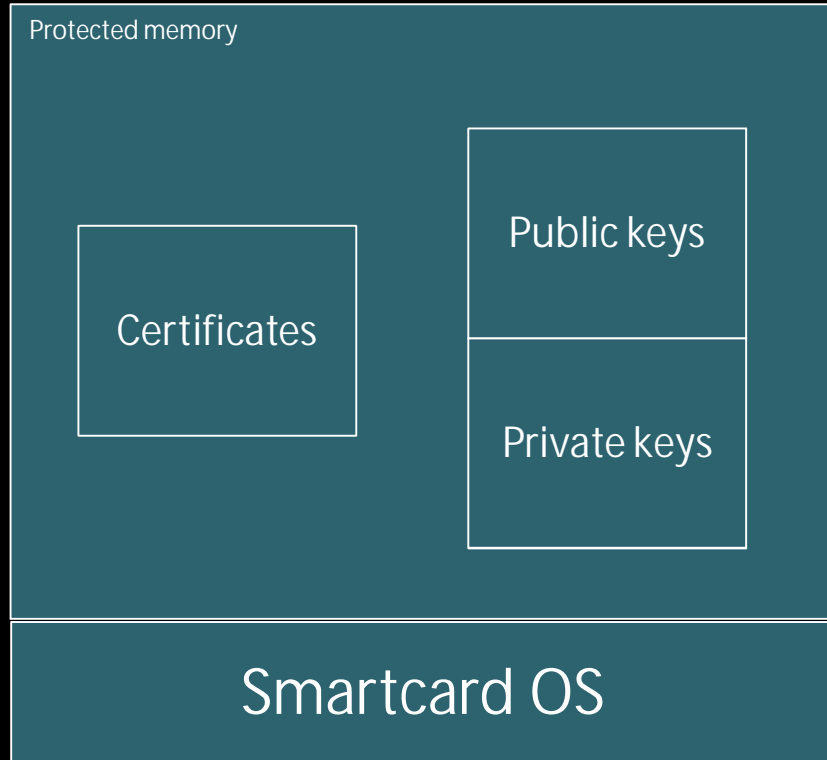 Protected memory
Public keys
Certificates
Private keys
Smartcard OS